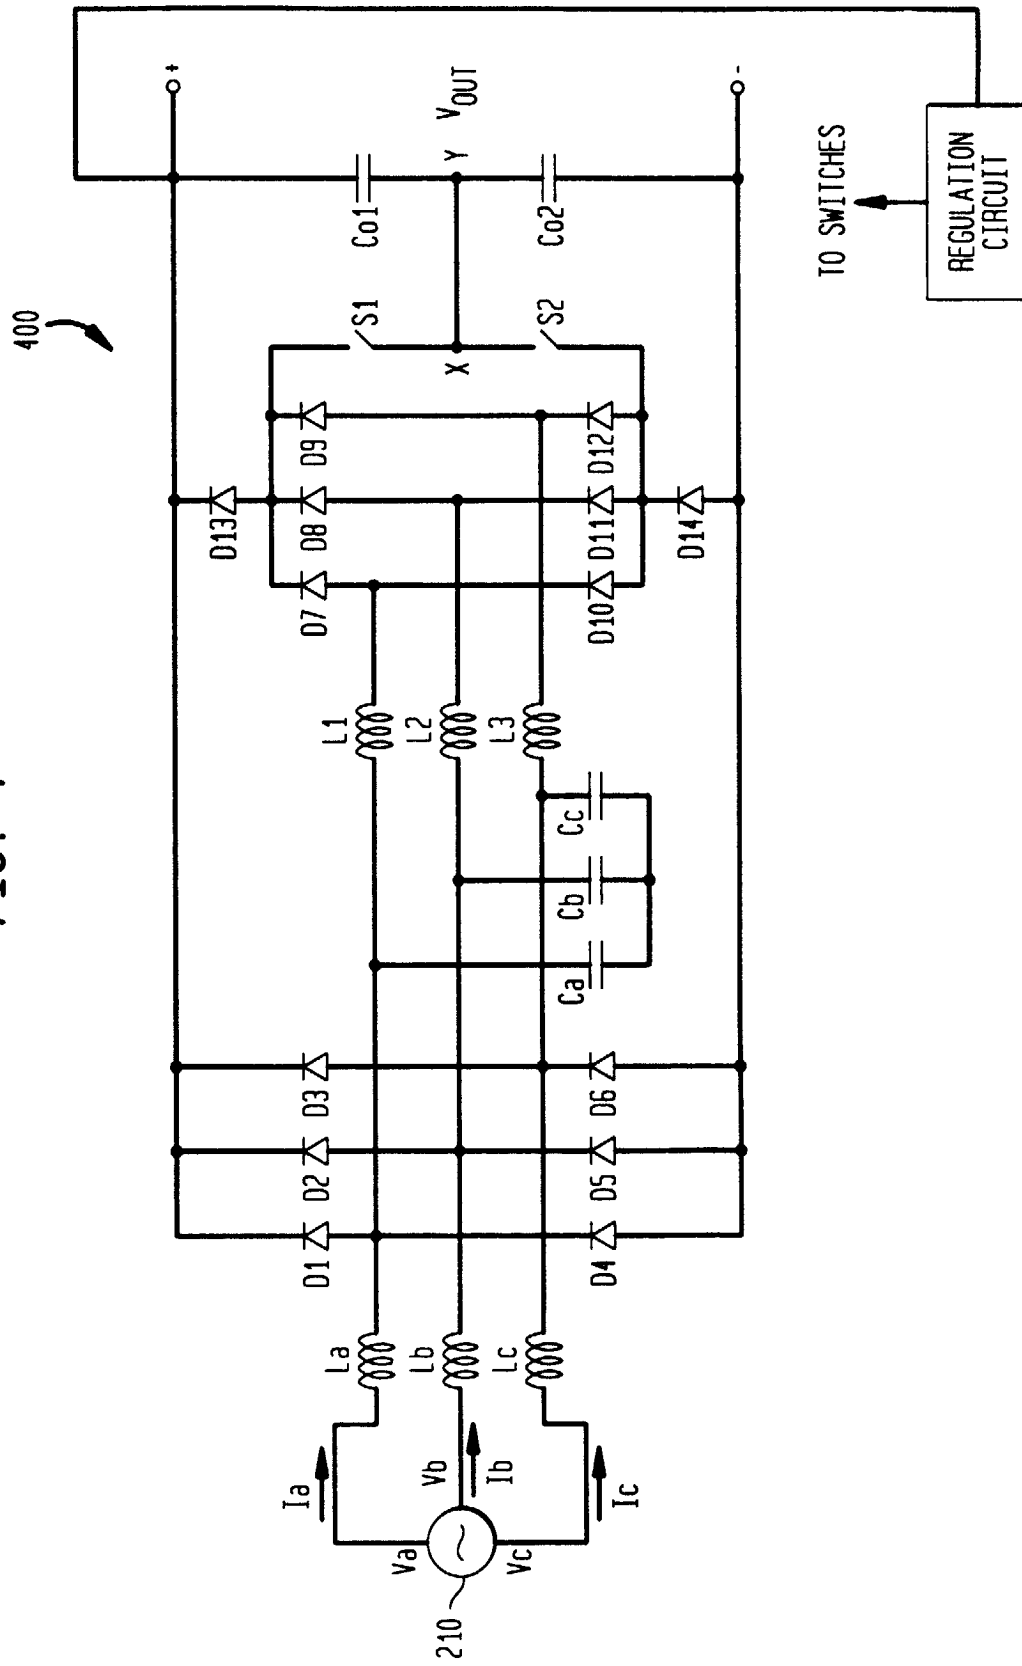 400
+
VOUT
-
Y
Co1
Co2
TO SWITCHES
REGULATION
CIRCUIT
S1
S2
X
D9
D12
D8
D11
D13
D14
D7
D10
L1
L2
L3
Cc
Cb
Ca
D3
D6
D2
D5
D1
D4
La
Lb
Lc
Ia
Vb
Ib
Ic
Va
Vc
210